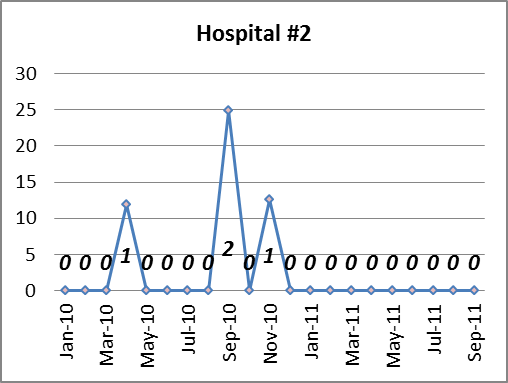 Hospital #2
30
25
20
15
10
5
0 0 0 1 0 0 0 0 2 0 1 0 0 0 0 0 0 0 0 0 0
0
Jan-10
Mar-10
May-10
Jul-10
Sep-10
Nov-10
Jan-11
Mar-11
May-11
Jul-11
Sep-11